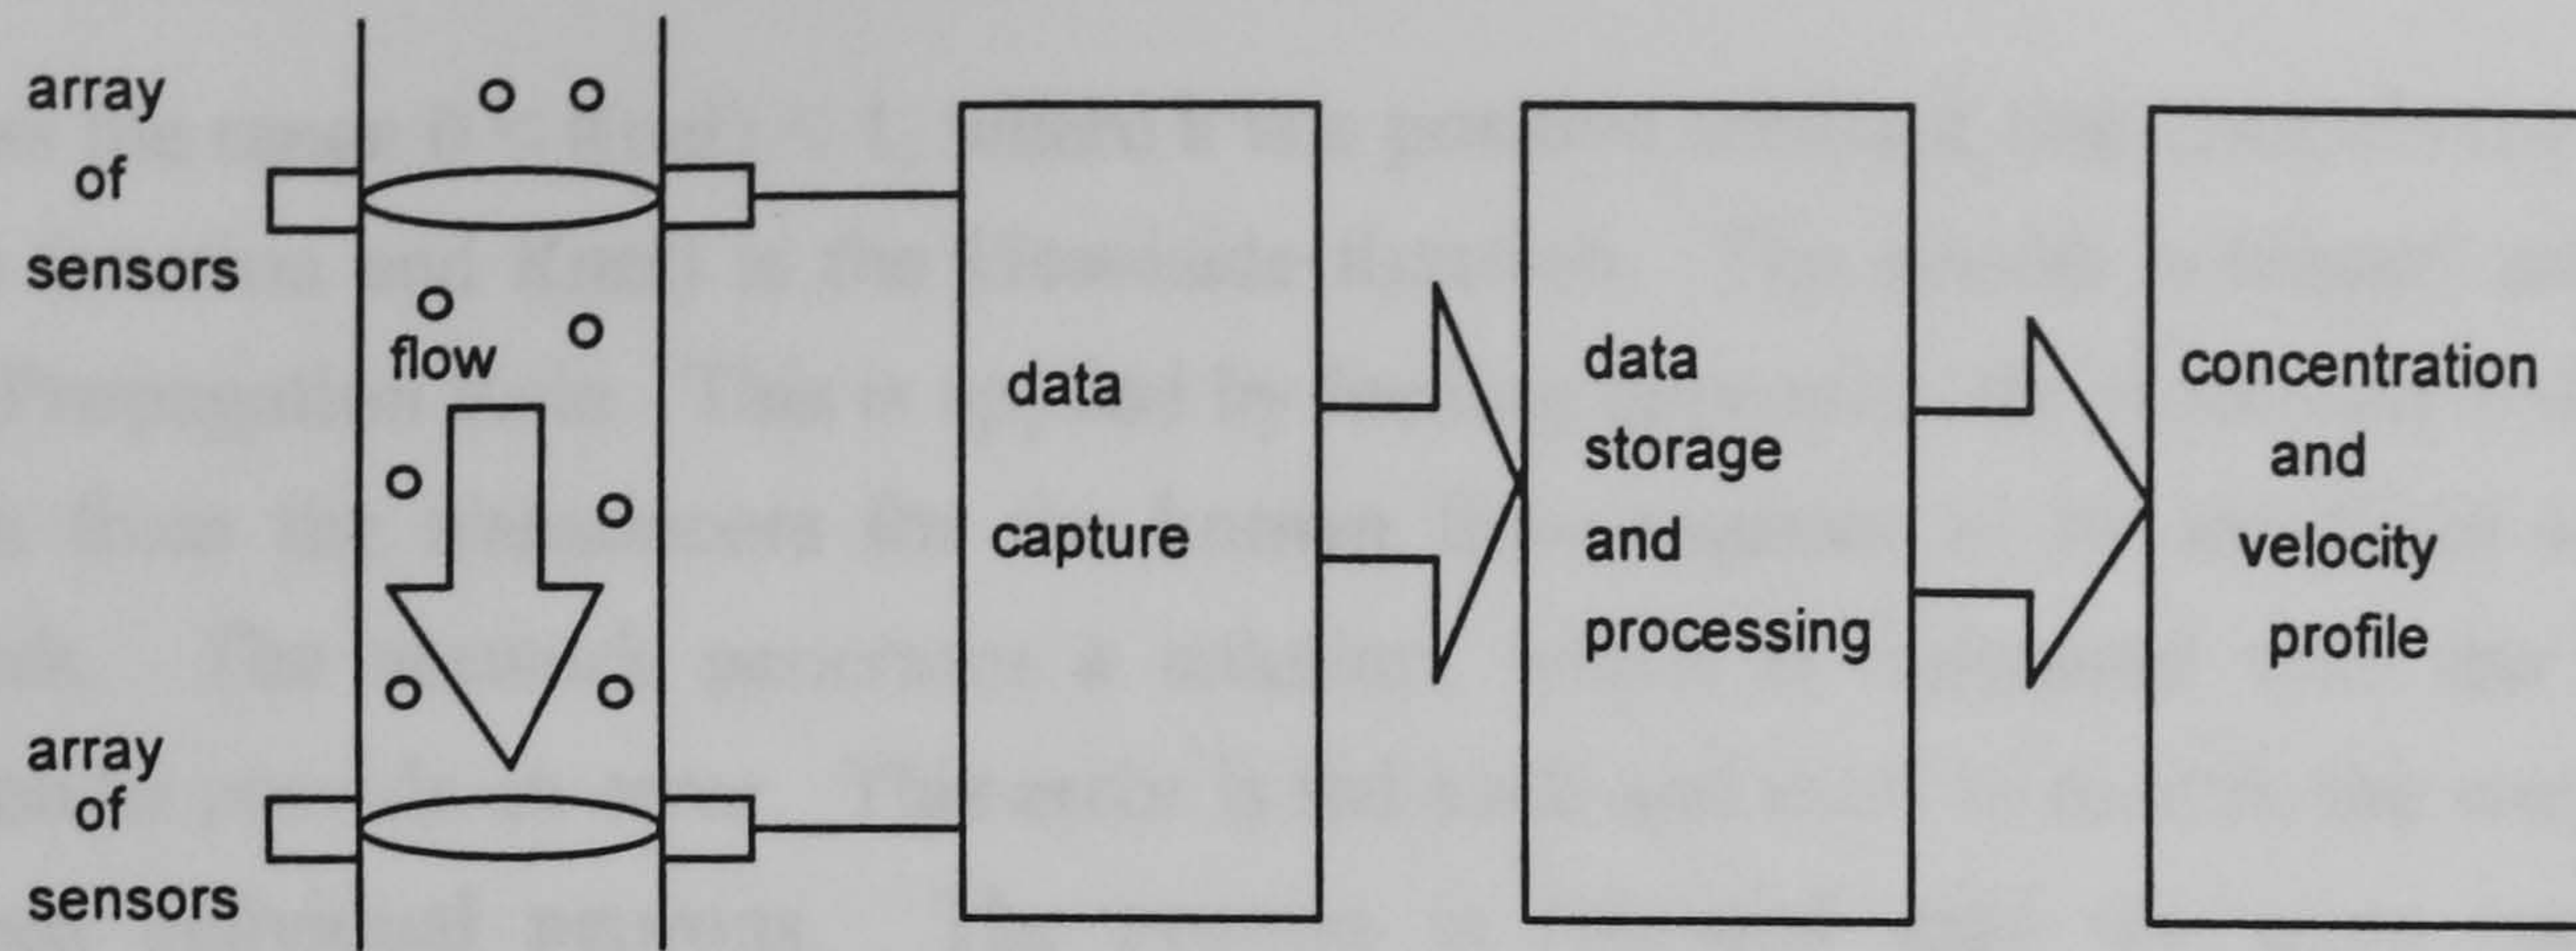 array
of
sensors
flow
array
of
sensors
data
capture
data
storage
and
processing
concentration
and
velocity
profile